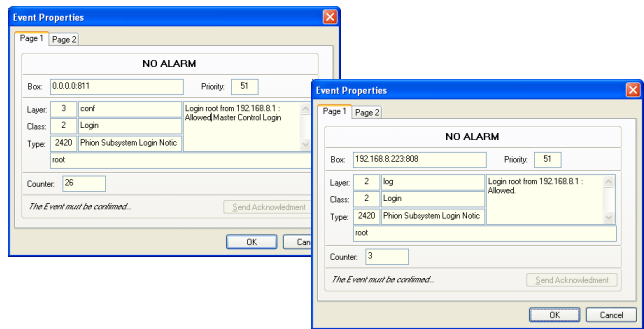 Event Properties
Page 1 Page 2
NO ALARM
Box: 0.0.0.0:811 Priority: 51
Layer: 3 conf Login root from 192.168.8.1 :
Class: 2 Login Allowed,Master Control Login
Type: 2420 Phion Subsystem Login Notic
root
Counter: 26
The Event must be confirmed... Send Acknowledment
OK
Event Properties
Page 1 Page 2
NO ALARM
Box: 192.168.8.223:808 Priority: 51
Layer: 2 log Login root from 192.168.8.1 :
Class: 2 Login Allowed.
Type: 2420 Phion Subsystem Login Notic
root
Counter: 3
The Event must be confirmed... Send Acknowledgment
OK Cancel